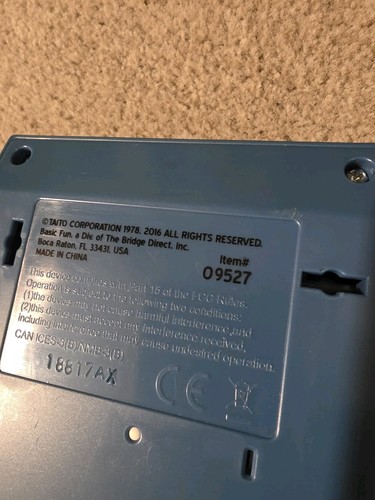 ©TAITO CORPORATION 1978, 2016 ALL RIGHTS RESERVED.
Basic Fun, a Div of The Bridge Direct, Inc.
Boca Raton, FL 33431, USA
MADE IN CHINA
Item#
09527
This device complies with Part 15 of the FCC Rules.
Operation is subject to the following two conditions:
(1)the device may not cause harmful interference,and
(2)this device must accept any interference received,
including interference that may cause undesired operation.
CAN ICES-3(B)/NMB-3(B)
18817AX
CE